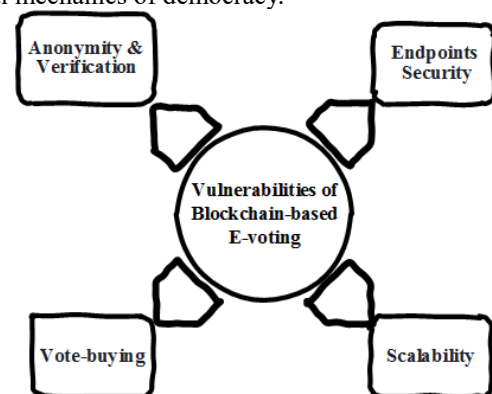 mechanics of democracy.
Anonymity &
Verification
Endpoints
Security
Vulnerabilities of
Blockchain-based
E-voting
Vote-buying
Scalability